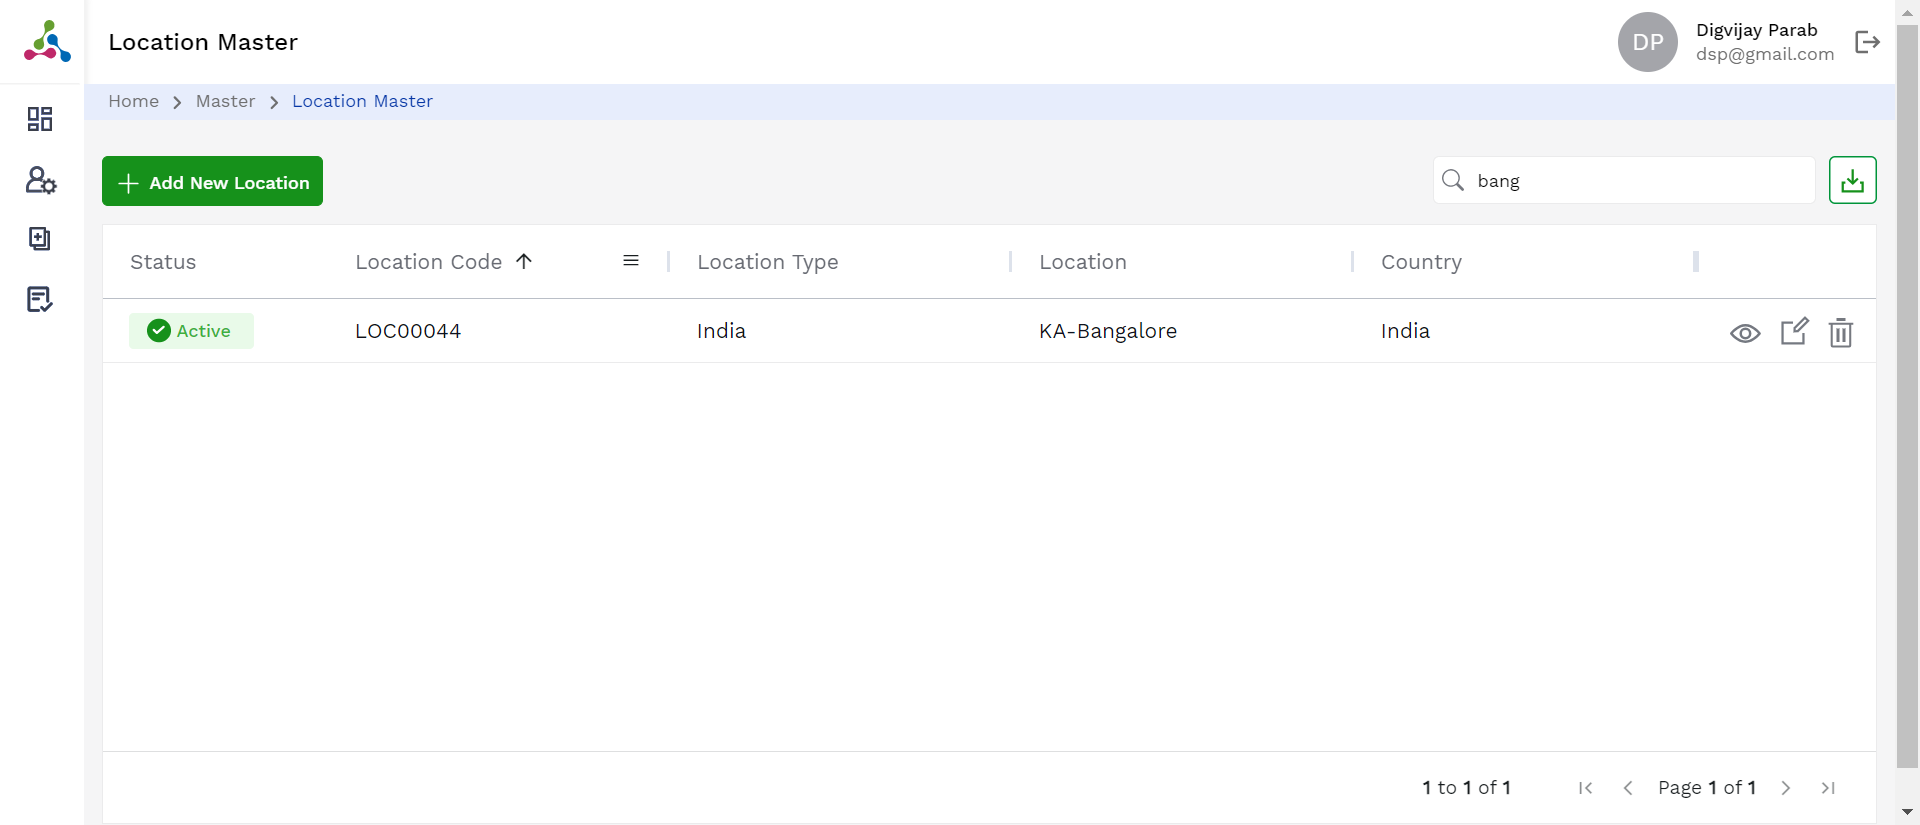 Location Master
DP
Digvijay Parab
dsp@gmail.com
Home > Master > Location Master
Add New Location
bang
Status Location Code Location Type Location Country
Active LOC00044 India KA-Bangalore India
1 to 1 of 1 Page 1 of 1